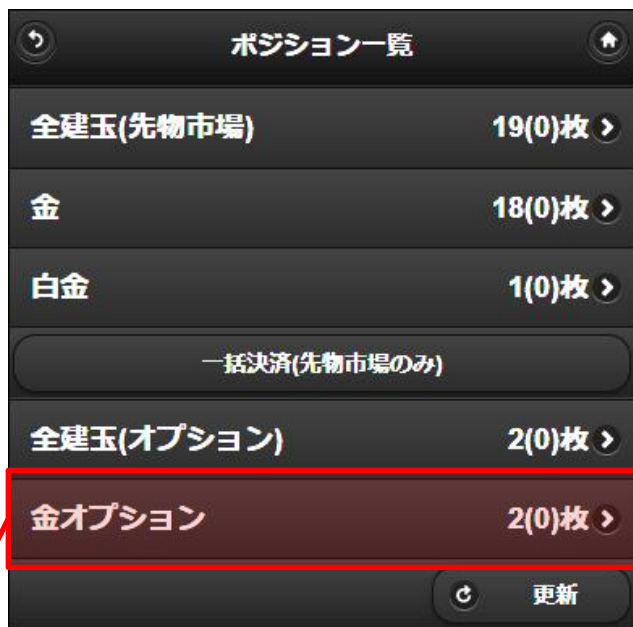 ポジション一覧
全建玉(先物市場) 19(0)枚
金 18(0)枚
白金 1(0)枚
一括決済(先物市場のみ)
全建玉(オプション) 2(0)枚
金オプション 2(0)枚
更新